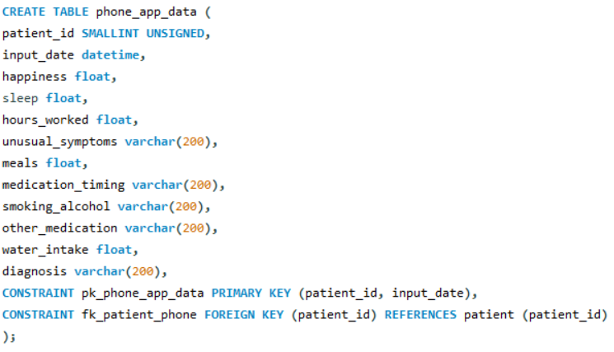 CREATE TABLE phone_app_data (
patient_id SMALLINT UNSIGNED,
input_date datetime,
happiness float,
sleep float,
hours_worked float,
unusual_symptoms varchar(200),
meals float,
medication_timing varchar(200),
smoking_alcohol varchar(200),
other_medication varchar(200),
water_intake float,
diagnosis varchar(200),
CONSTRAINT pk_phone_app_data PRIMARY KEY (patient_id, input_date),
CONSTRAINT fk_patient_phone FOREIGN KEY (patient_id) REFERENCES patient (patient_id)
);